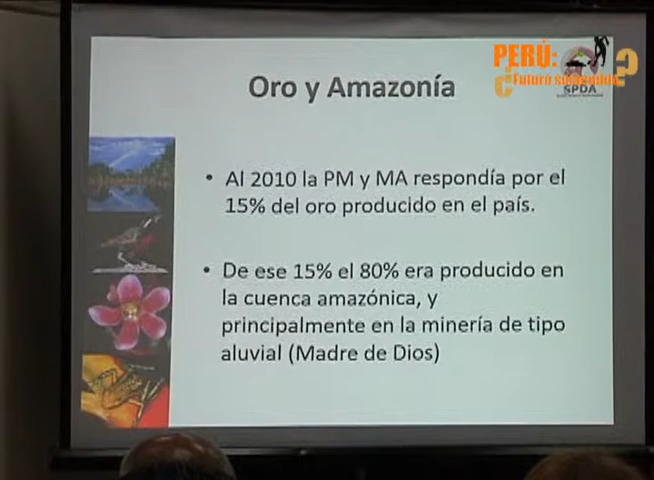 PERÚ:
¿Futuro sostenible?
SPDA
Oro y Amazonía
• Al 2010 la PM y MA respondía por el
15% del oro producido en el país.
• De ese 15% el 80% era producido en
la cuenca amazónica, y
principalmente en la minería de tipo
aluvial (Madre de Dios)